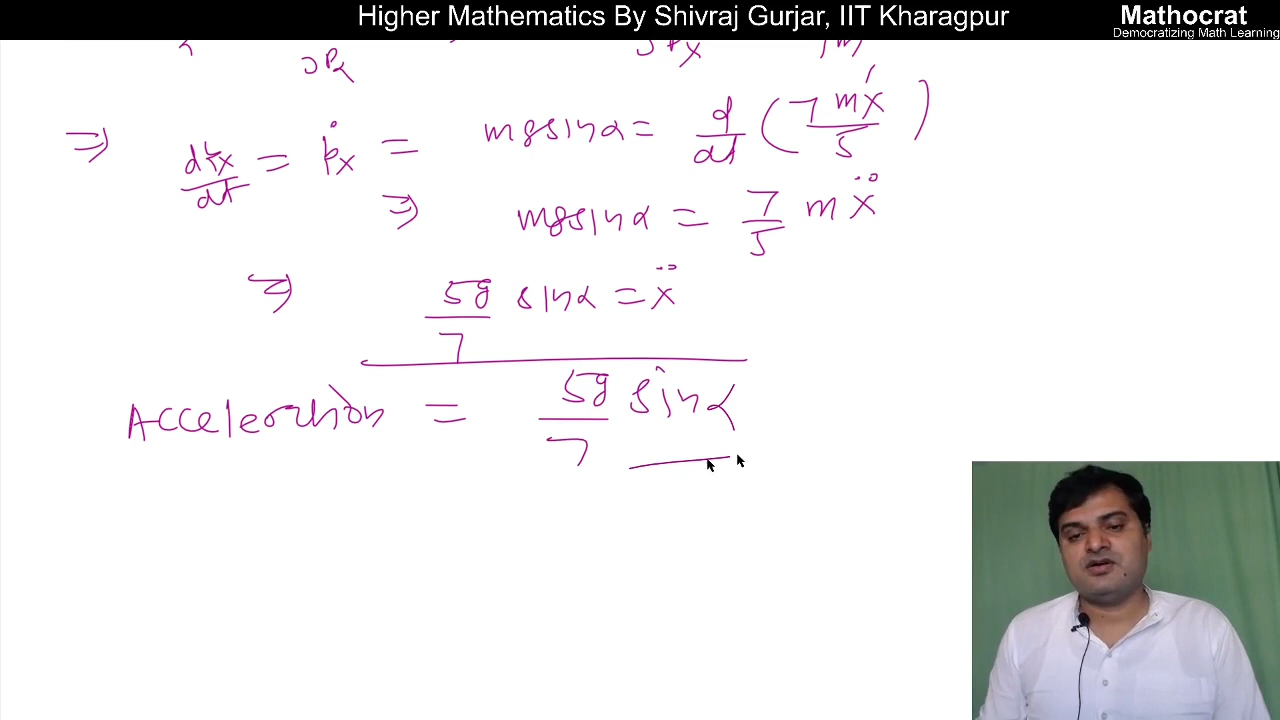 Higher Mathematics By Shivraj Gurjar, IIT Kharagpur
Mathocrat
Democratizing Math Learning
∂Pₓ
⇒ dpₓ/dt = ṗₓ = mg sinα = d/dt (7mẋ/5)
⇒ mg sinα = 7/5 mẍ
⇒ 5g/7 sinα = ẍ
Acceleration = 5g/7 sinα